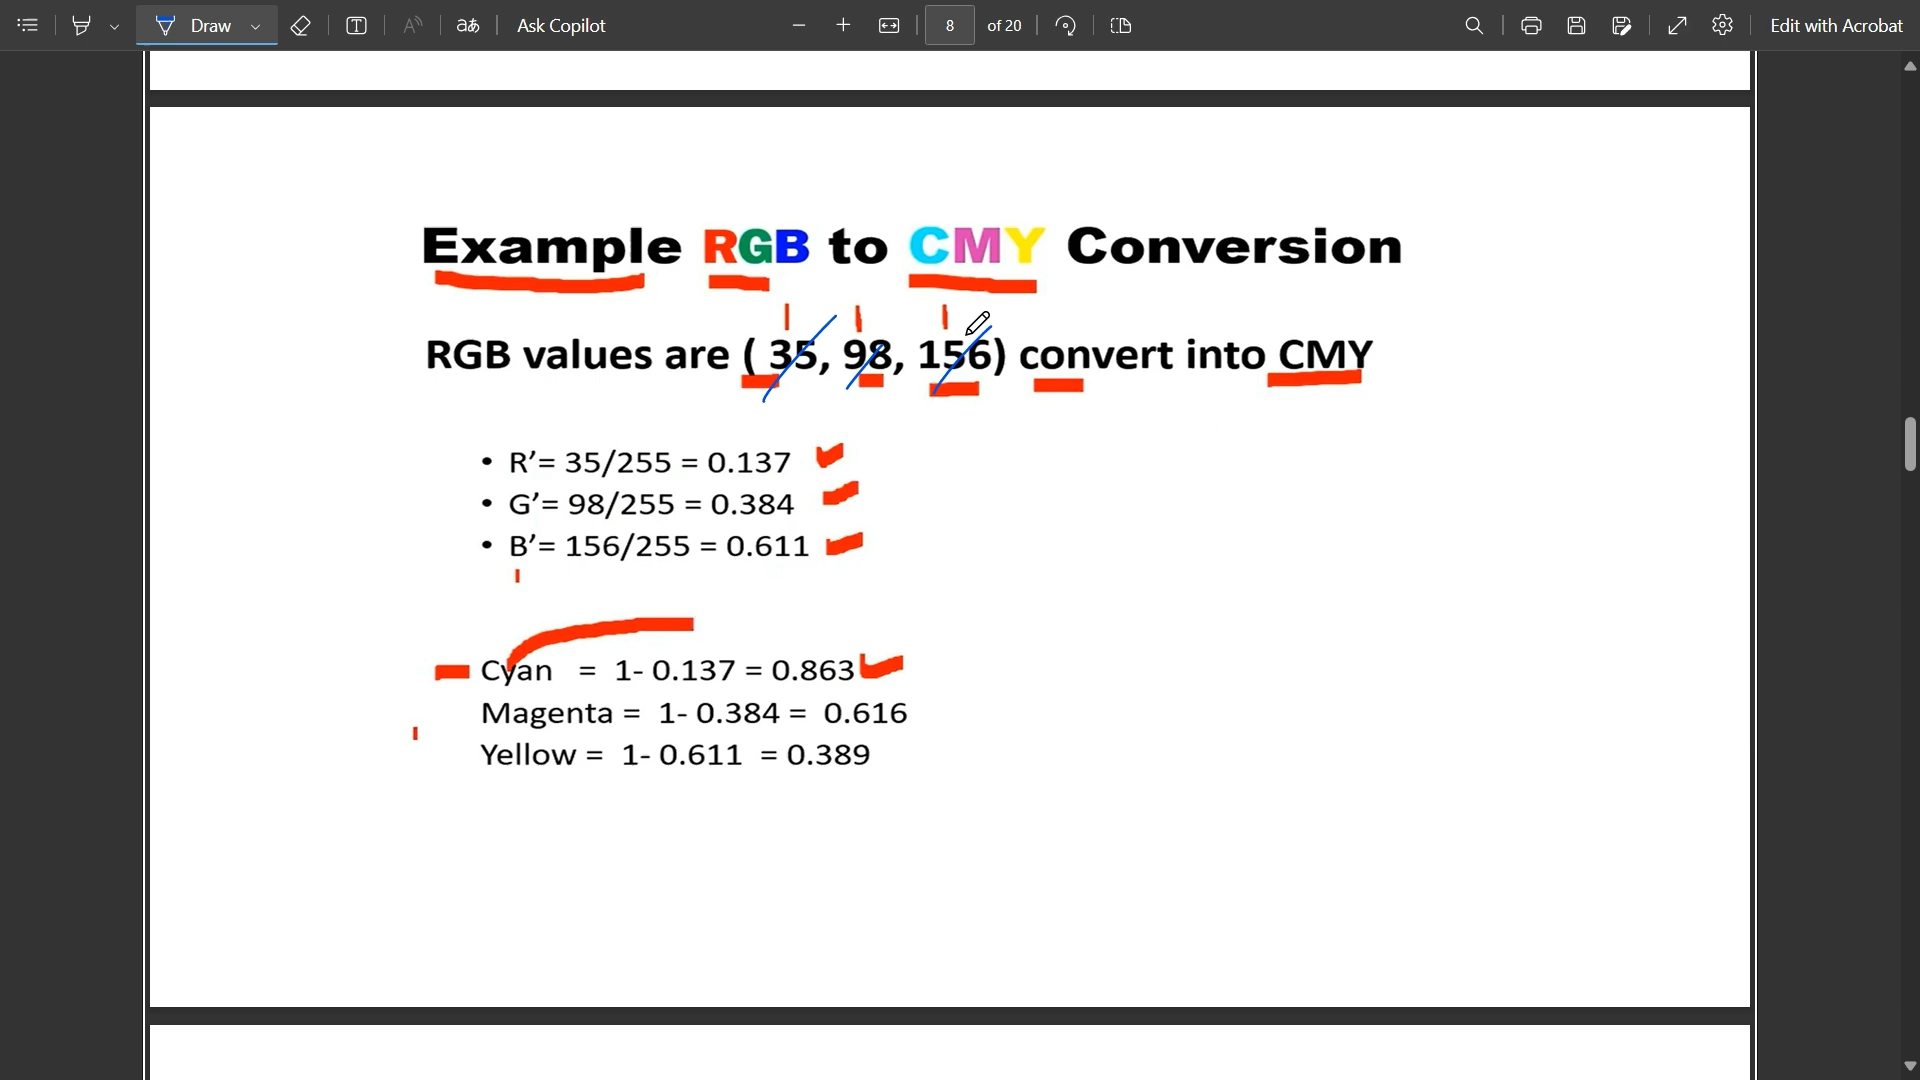 Draw
Ask Copilot
8 of 20
Edit with Acrobat
Example RGB to CMY Conversion
RGB values are ( 35, 98, 156) convert into CMY
• R’= 35/255 = 0.137
• G’= 98/255 = 0.384
• B’= 156/255 = 0.611
Cyan = 1- 0.137 = 0.863
Magenta = 1- 0.384 = 0.616
Yellow = 1- 0.611 = 0.389